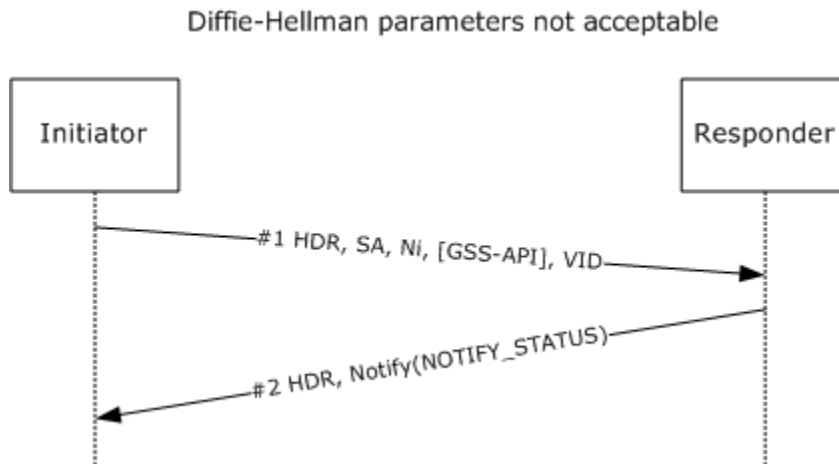 Diffie-Hellman parameters not acceptable
Initiator
Responder
#1 HDR, SA, Ni, [GSS-API], VID
#2 HDR, Notify(NOTIFY_STATUS)